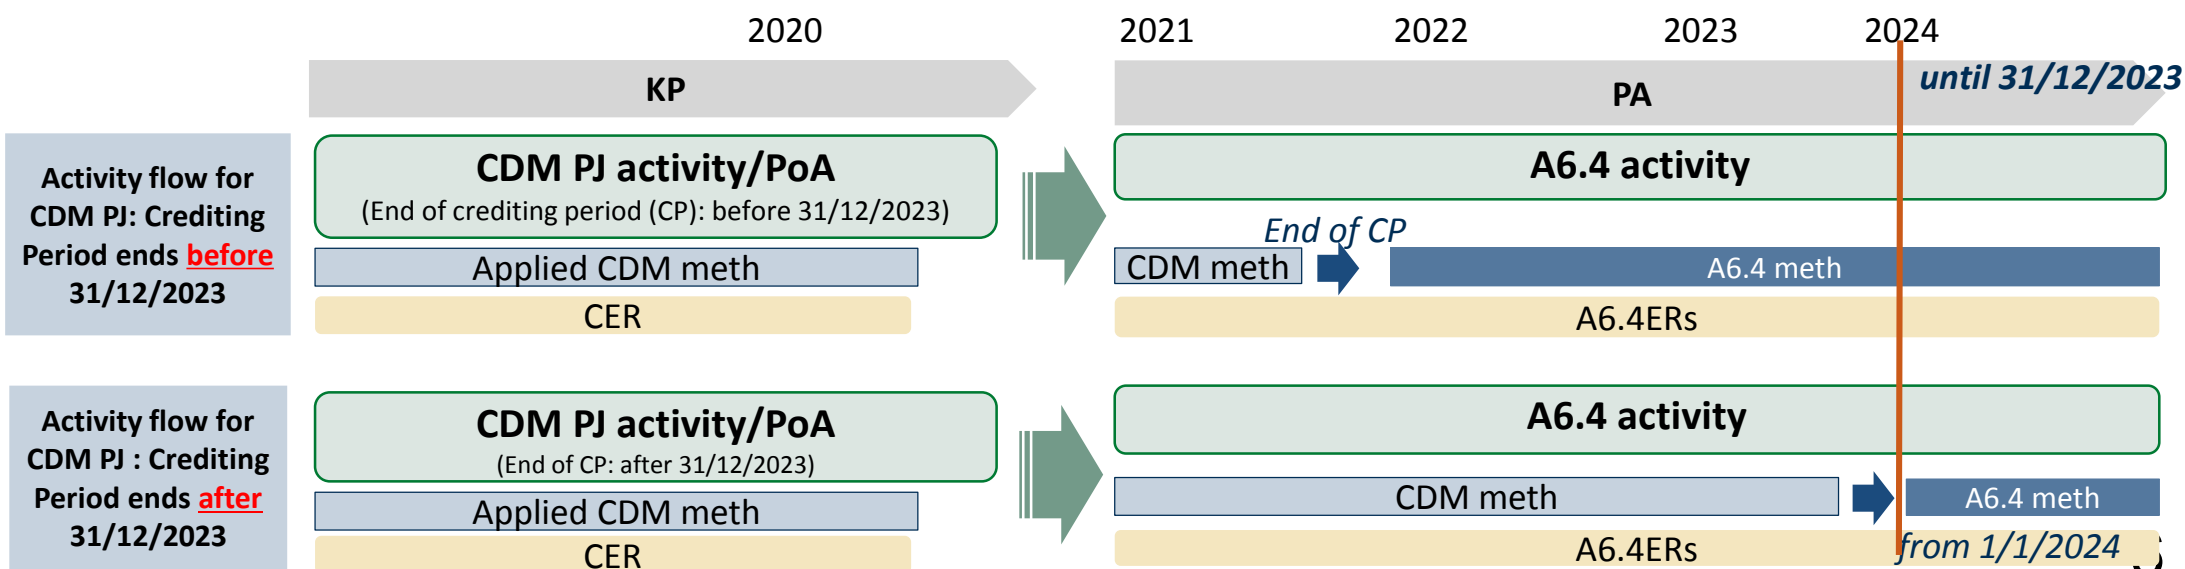 2020
2021
2022
2023
2024
KP
PA
until 31/12/2023
Activity flow for
CDM PJ: Crediting
Period ends before
31/12/2023
CDM PJ activity/PoA
(End of crediting period (CP): before 31/12/2023)
Applied CDM meth
CER
A6.4 activity
End of CP
CDM meth
A6.4 meth
A6.4ERs
Activity flow for
CDM PJ : Crediting
Period ends after
31/12/2023
CDM PJ activity/PoA
(End of CP: after 31/12/2023)
Applied CDM meth
CER
A6.4 activity
CDM meth
A6.4 meth
A6.4ERs
from 1/1/2024